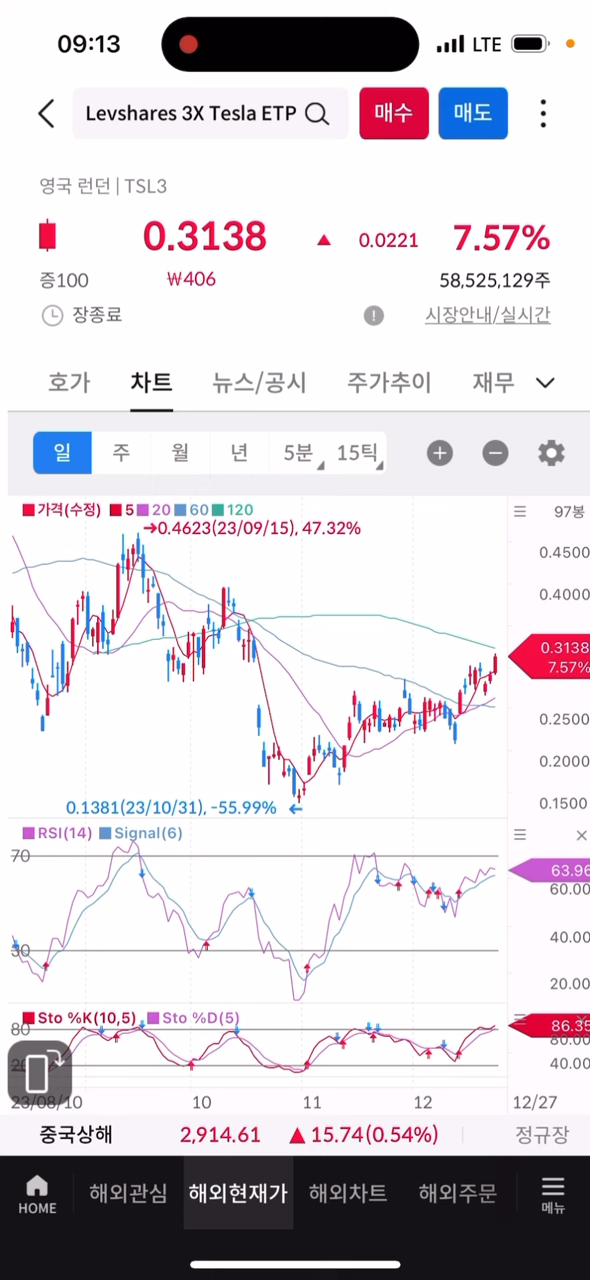 09:13 LTE
Levshares 3X Tesla ETP 매수 매도
영국 런던 | TSL3
0.3138 ▲ 0.0221 7.57%
증100 ₩406 58,525,129주
장종료 시장안내/실시간
호가 차트 뉴스/공시 주가추이 재무
일 주 월 년 5분 15틱
가격(수정) 5 20 60 120 97봉
→0.4623(23/09/15), 47.32%
0.4500
0.4000
0.3138
7.57%
0.2500
0.2000
0.1500
0.1381(23/10/31), -55.99% ←
RSI(14) Signal(6)
70
63.96
60.00
30
40.00
20.00
Sto %K(10,5) Sto %D(5)
80 86.35
80.00
40.00
23/08/10 10 11 12 12/27
중국상해 2,914.61 ▲ 15.74(0.54%) 정규장
HOME 해외관심 해외현재가 해외차트 해외주문 메뉴